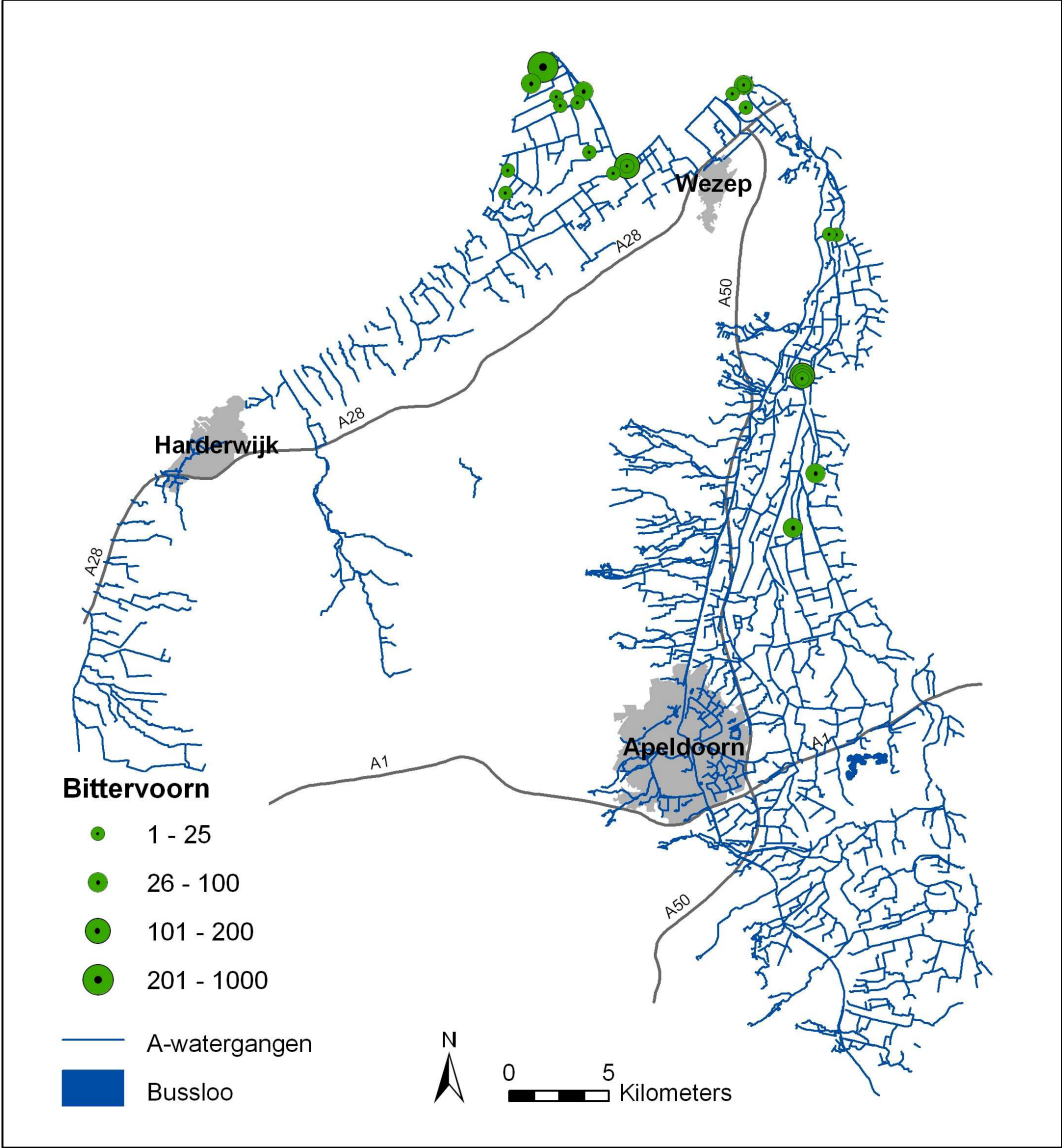 Wezep
A28
A50
A28
Harderwijk
A28
Apeldoorn
A1
A1
A50
Bittervoorn
1 - 25
26 - 100
101 - 200
201 - 1000
A-watergangen
Bussloo
N
0 5
Kilometers